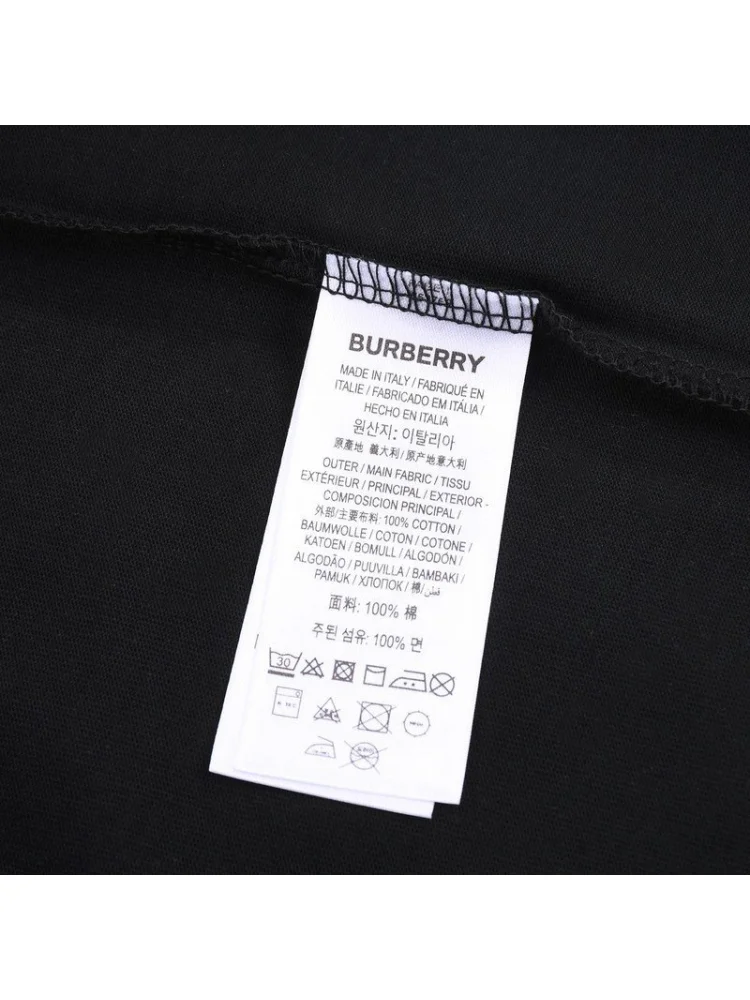 BURBERRY
MADE IN ITALY / FABRIQUÉ EN
ITALIE / FABRICADO EM ITÁLIA /
HECHO EN ITALIA
원산지: 이탈리아
原產地 義大利 / 原产地意大利
OUTER / MAIN FABRIC / TISSU
EXTÉRIEUR / PRINCIPAL / EXTERIOR -
COMPOSICION PRINCIPAL /
外部/主要布料: 100% COTTON /
BAUMWOLLE / COTON / COTONE /
KATOEN / BOMULL / ALGODÓN /
ALGODÃO / PUUVILLA / BAMBAKI /
PAMUK / ХЛОПОК / 棉/قطن
面料: 100% 棉
주된 섬유: 100% 면
30